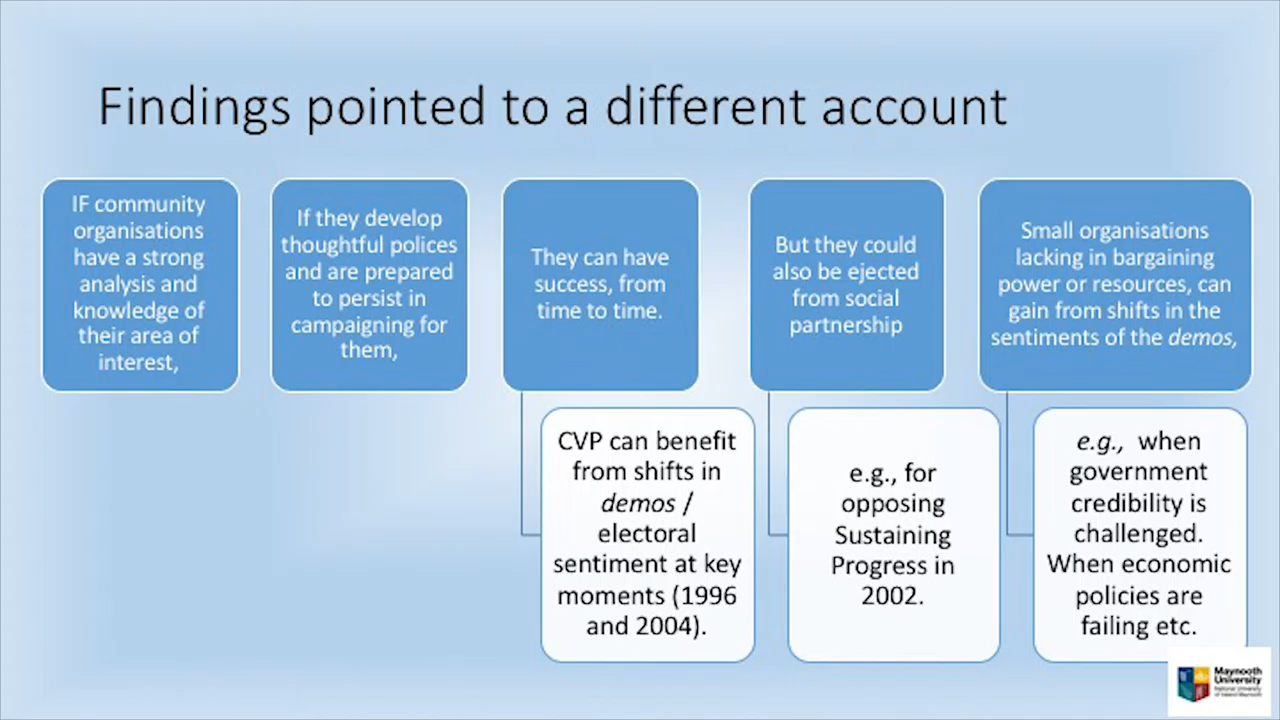 Findings pointed to a different account
IF community
organisations
have a strong
analysis and
knowledge of
their area of
interest,
If they develop
thoughtful polices
and are prepared
to persist in
campaigning for
them,
They can have
success, from
time to time.
CVP can benefit
from shifts in
demos /
electoral
sentiment at key
moments (1996
and 2004).
But they could
also be ejected
from social
partnership
e.g., for
opposing
Sustaining
Progress in
2002.
Small organisations
lacking in bargaining
power or resources, can
gain from shifts in the
sentiments of the demos,
e.g., when
government
credibility is
challenged.
When economic
policies are
failing etc.
Maynooth
University
National University
of Ireland Maynooth